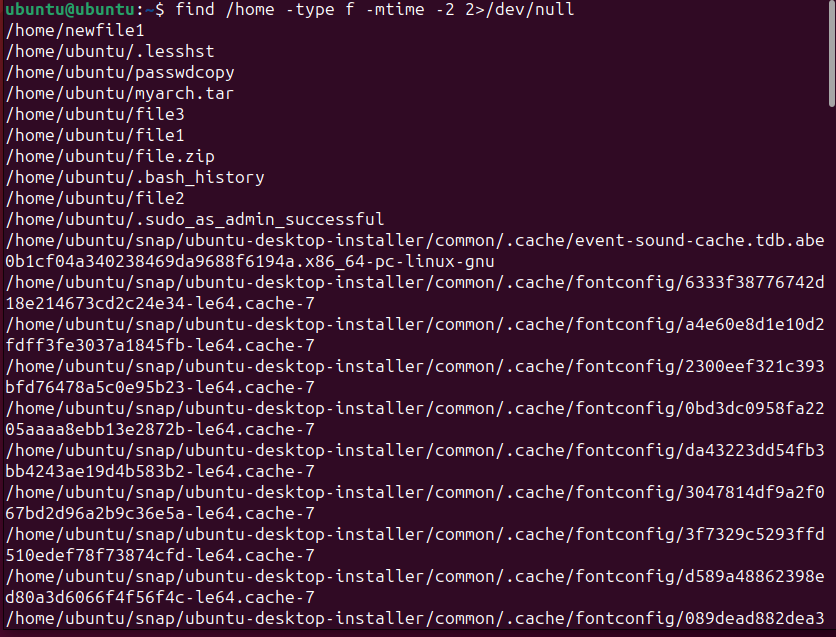 ubuntu@ubuntu:~$ find /home -type f -mtime -2 2>/dev/null
/home/newfile1
/home/ubuntu/.lesshst
/home/ubuntu/passwdcopy
/home/ubuntu/myarch.tar
/home/ubuntu/file3
/home/ubuntu/file1
/home/ubuntu/file.zip
/home/ubuntu/.bash_history
/home/ubuntu/file2
/home/ubuntu/.sudo_as_admin_successful
/home/ubuntu/snap/ubuntu-desktop-installer/common/.cache/event-sound-cache.tdb.abe
0b1cf04a340238469da9688f6194a.x86_64-pc-linux-gnu
/home/ubuntu/snap/ubuntu-desktop-installer/common/.cache/fontconfig/6333f38776742d
18e214673cd2c24e34-le64.cache-7
/home/ubuntu/snap/ubuntu-desktop-installer/common/.cache/fontconfig/a4e60e8d1e10d2
fdff3fe3037a1845fb-le64.cache-7
/home/ubuntu/snap/ubuntu-desktop-installer/common/.cache/fontconfig/2300eef321c393
bfd76478a5c0e95b23-le64.cache-7
/home/ubuntu/snap/ubuntu-desktop-installer/common/.cache/fontconfig/0bd3dc0958fa22
05aaaa8ebb13e2872b-le64.cache-7
/home/ubuntu/snap/ubuntu-desktop-installer/common/.cache/fontconfig/da43223dd54fb3
bb4243ae19d4b583b2-le64.cache-7
/home/ubuntu/snap/ubuntu-desktop-installer/common/.cache/fontconfig/3047814df9a2f0
67bd2d96a2b9c36e5a-le64.cache-7
/home/ubuntu/snap/ubuntu-desktop-installer/common/.cache/fontconfig/3f7329c5293ffd
510edef78f73874cfd-le64.cache-7
/home/ubuntu/snap/ubuntu-desktop-installer/common/.cache/fontconfig/d589a48862398e
d80a3d6066f4f56f4c-le64.cache-7
/home/ubuntu/snap/ubuntu-desktop-installer/common/.cache/fontconfig/089dead882dea3